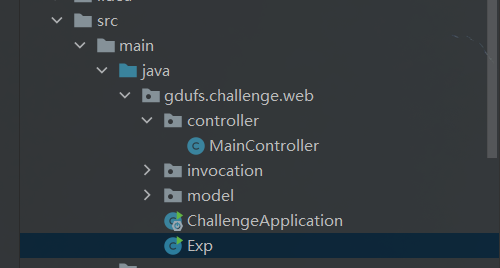 src
main
java
gdufs.challenge.web
controller
MainController
invocation
model
ChallengeApplication
Exp